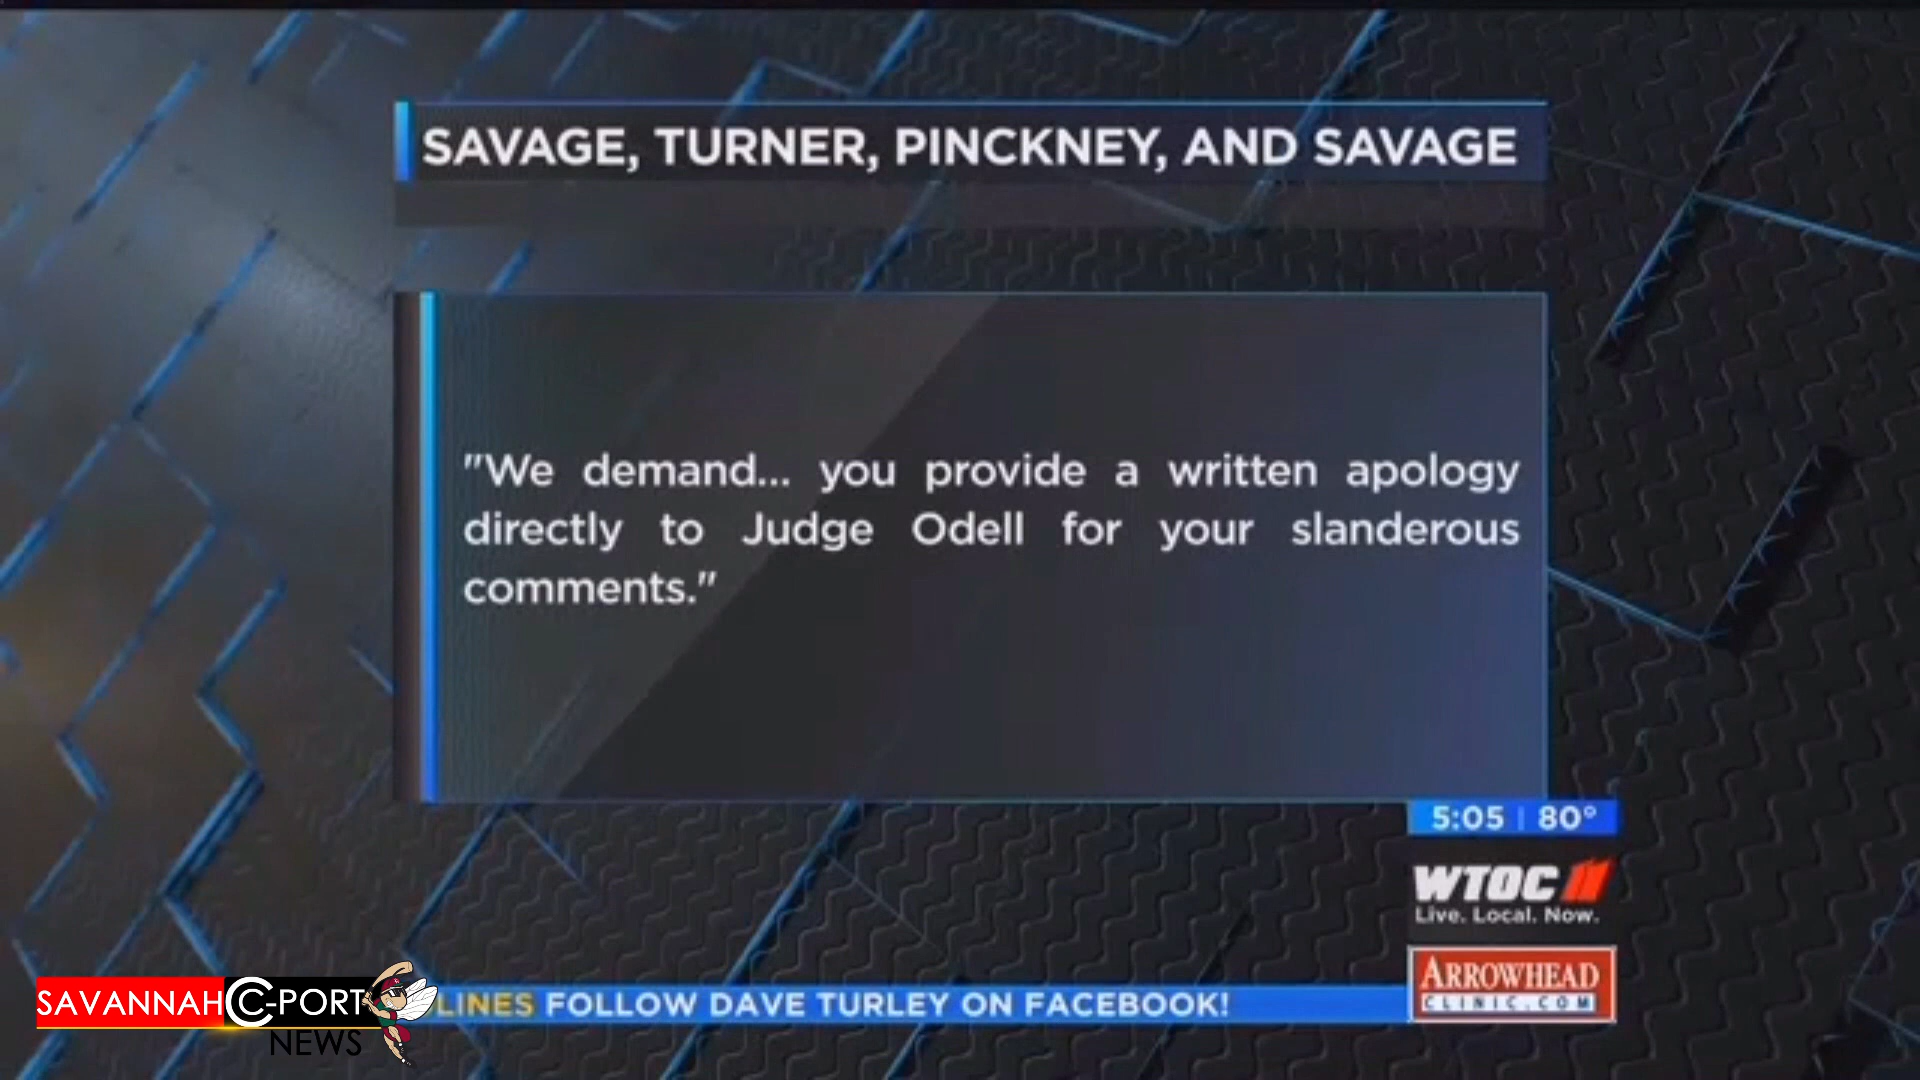 SAVAGE, TURNER, PINCKNEY, AND SAVAGE
"We demand... you provide a written apology
directly to Judge Odell for your slanderous
comments."
5:05 | 80°
WTOC 11
Live. Local. Now.
ARROWHEAD
CLINIC.COM
LINES FOLLOW DAVE TURLEY ON FACEBOOK!
SAVANNAH C-PORT
NEWS